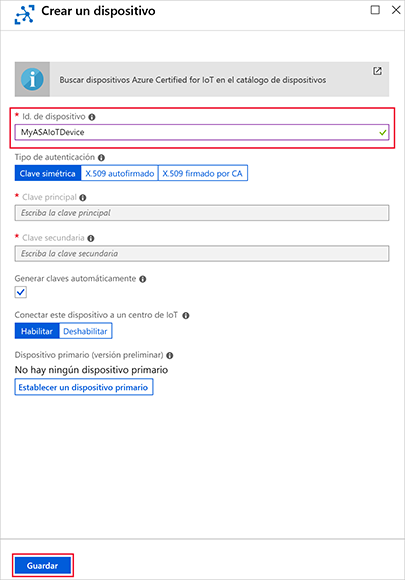 Crear un dispositivo
Buscar dispositivos Azure Certified for IoT en el catálogo de dispositivos
* Id. de dispositivo
MyASAIoTDevice
Tipo de autenticación
Clave simétrica X.509 autofirmado X.509 firmado por CA
* Clave principal
Escriba la clave principal
* Clave secundaria
Escriba la clave secundaria
Generar claves automáticamente
Conectar este dispositivo a un centro de IoT
Habilitar Deshabilitar
Dispositivo primario (versión preliminar)
No hay ningún dispositivo primario
Establecer un dispositivo primario
Guardar